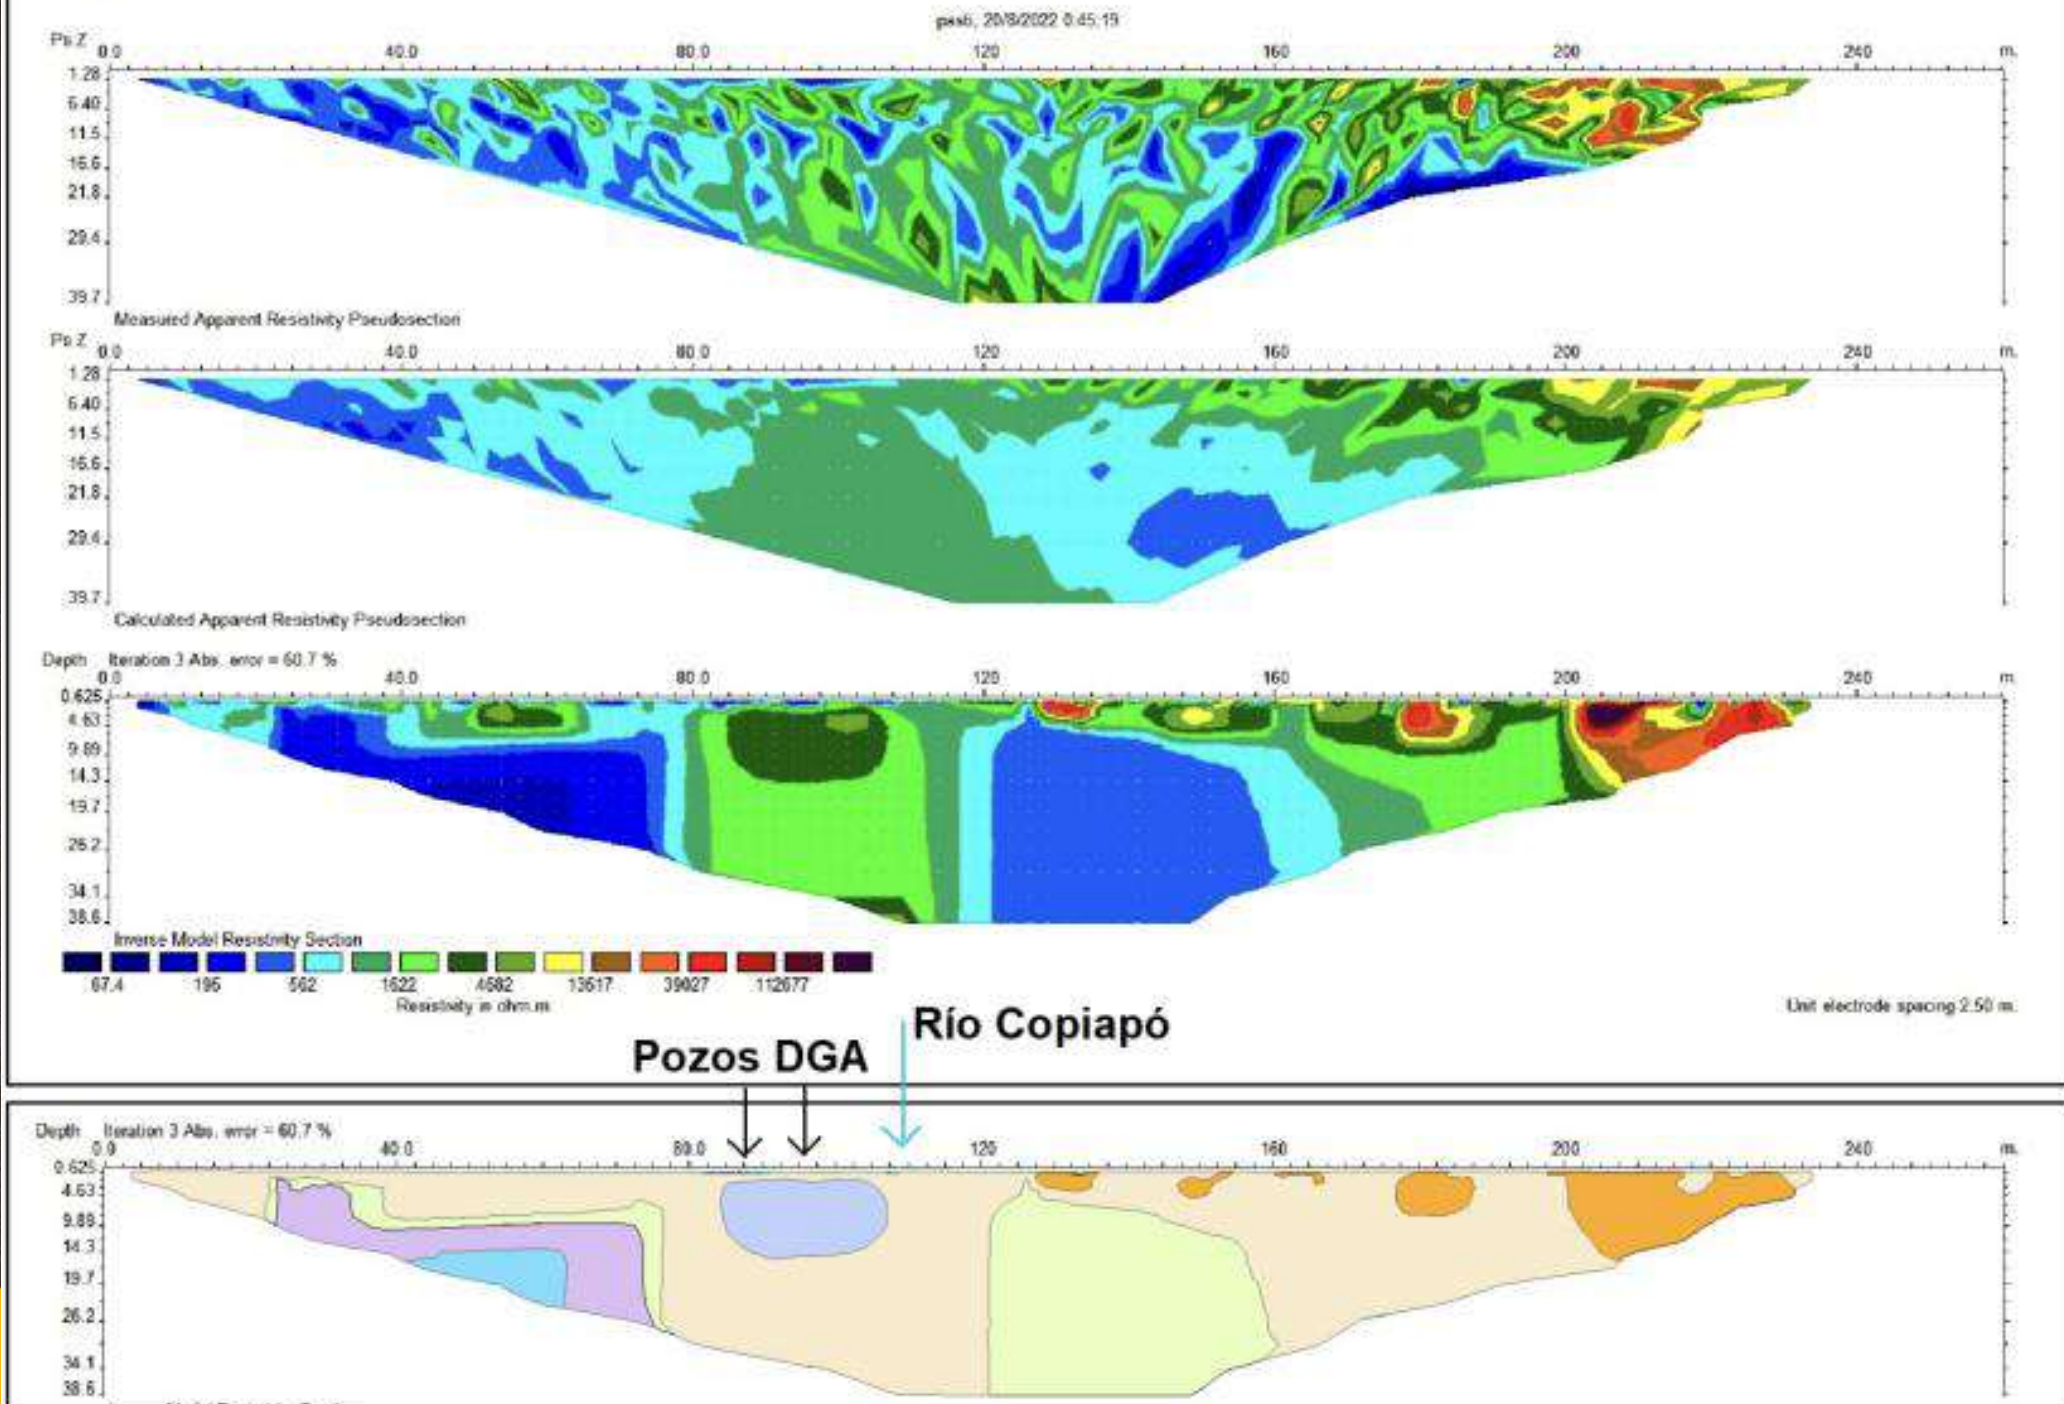 pas6, 20/8/2022 0:45:19
Ps.Z 0.0 40.0 80.0 120 160 200 240 m.
1.28
6.40
11.5
16.6
21.8
29.4
39.7
Measured Apparent Resistivity Pseudosection
Ps.Z 0.0 40.0 80.0 120 160 200 240 m.
1.28
6.40
11.5
16.6
21.8
29.4
39.7
Calculated Apparent Resistivity Pseudosection
Depth Iteration 3 Abs. error = 60.7 %
0.0 40.0 80.0 120 160 200 240 m.
0.625
4.63
9.89
14.3
19.7
26.2
34.1
38.6
Inverse Model Resistivity Section
67.4 195 562 1622 4682 13517 39027 112677
Resistivity in ohm.m
Unit electrode spacing 2.50 m.
Río Copiapó
Pozos DGA
Depth Iteration 3 Abs. error = 60.7 %
0.0 40.0 80.0 120 160 200 240 m.
0.625
4.63
9.89
14.3
19.7
26.2
34.1
38.6